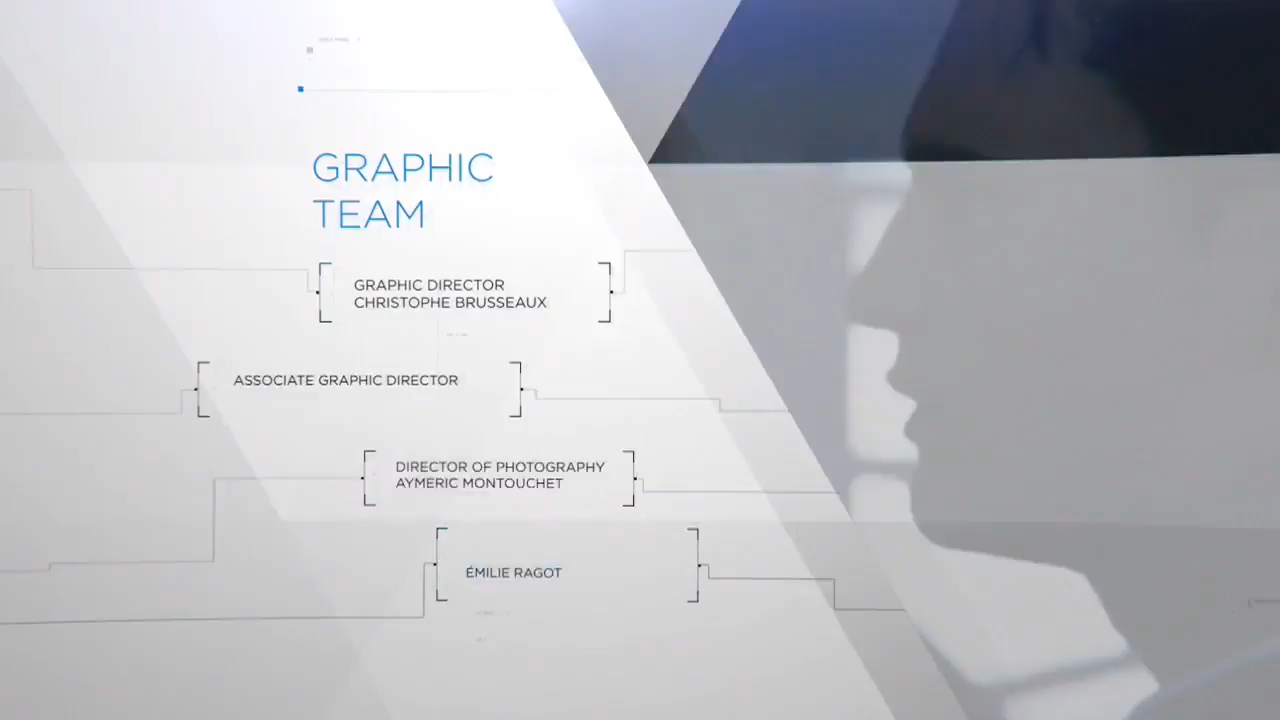 GRAPHIC
TEAM
GRAPHIC DIRECTOR
CHRISTOPHE BRUSSEAUX
ASSOCIATE GRAPHIC DIRECTOR
DIRECTOR OF PHOTOGRAPHY
AYMERIC MONTOUCHET
ÉMILIE RAGOT